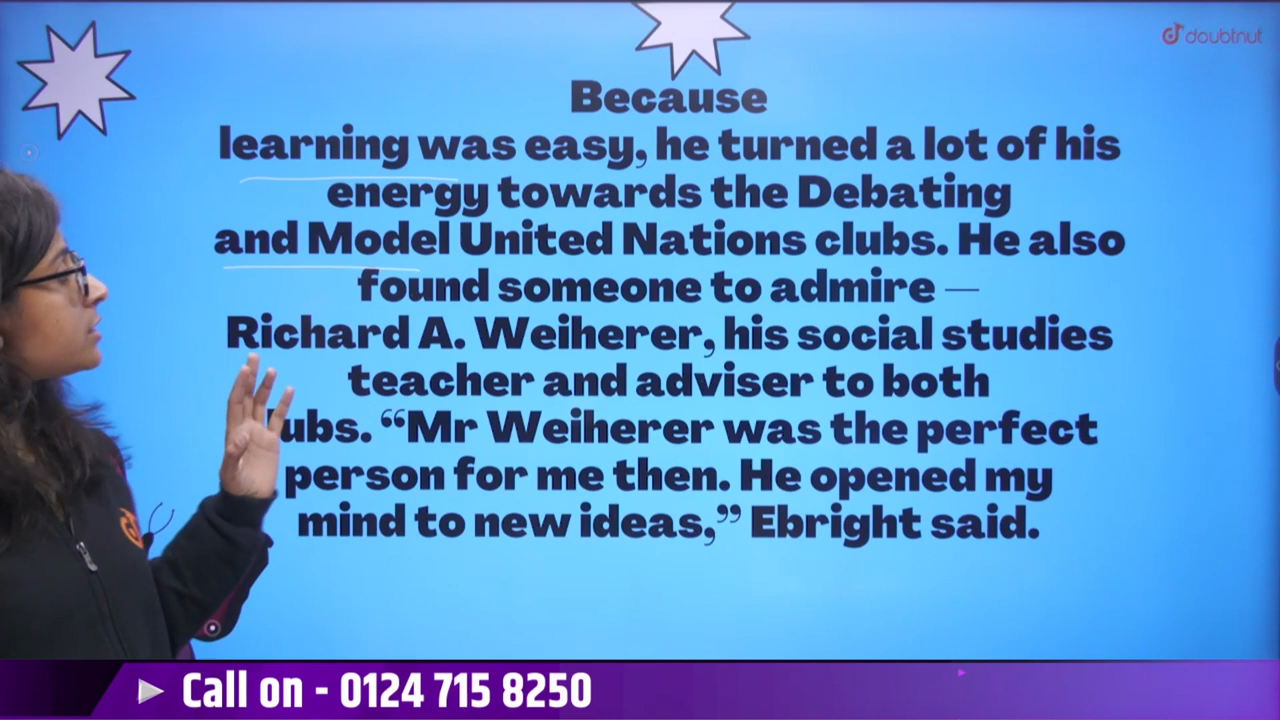 doubtnut
Because
learning was easy, he turned a lot of his
energy towards the Debating
and Model United Nations clubs. He also
found someone to admire —
Richard A. Weiherer, his social studies
teacher and adviser to both
lubs. “Mr Weiherer was the perfect
person for me then. He opened my
mind to new ideas,” Ebright said.
Call on - 0124 715 8250